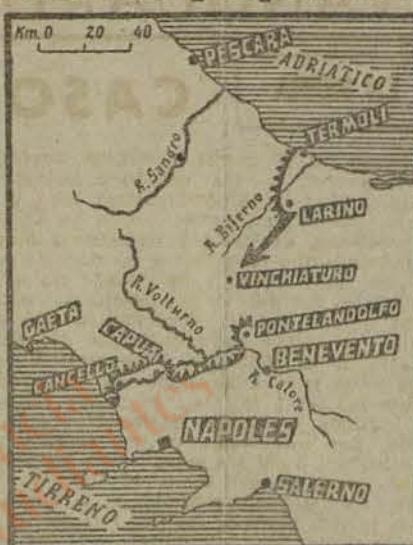 Km. 0 20 40
PESCARA
ADRIATICO
TERMOLI
R. Sangro
R. Biferno
LARINO
VINCHIATURO
R. Volturno
GAETA
CAPUA
PONTELANDOLFO
CANCELLO
BENEVENTO
R. Calore
NAPOLES
TIRRENO
SALERNO